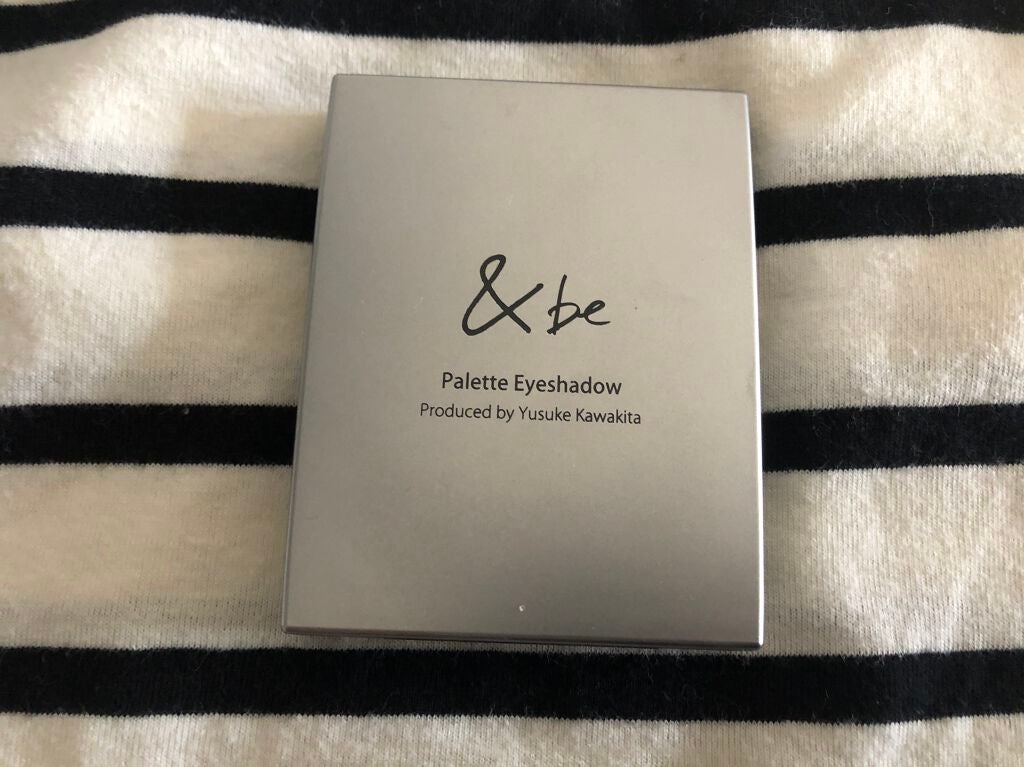 &be
Palette Eyeshadow
Produced by Yusuke Kawakita